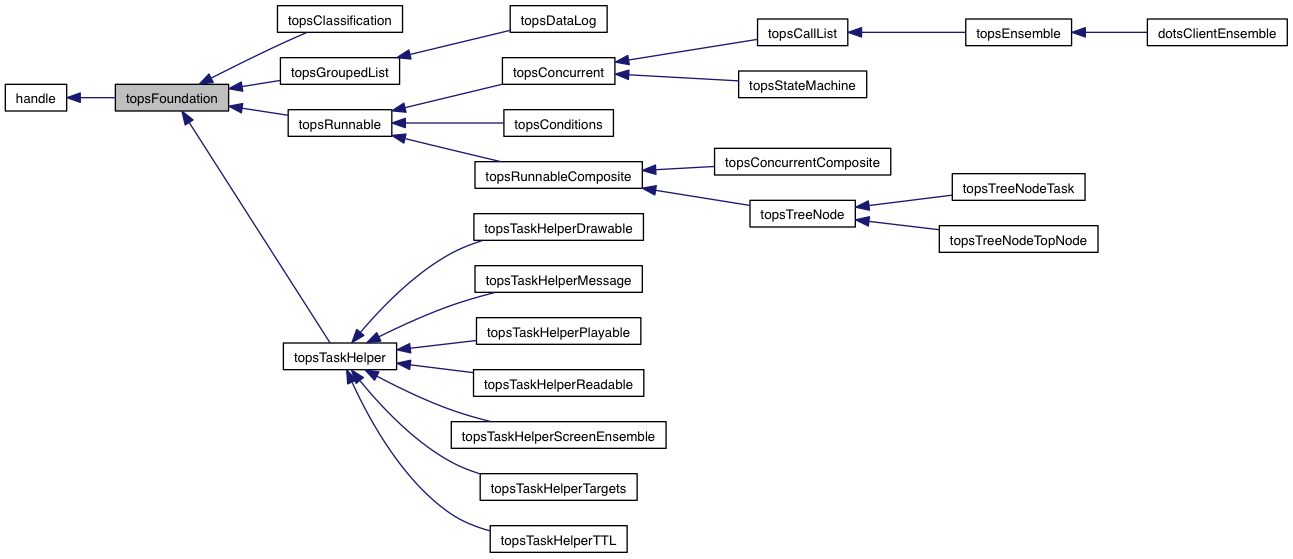 topsClassification
topsDataLog
topsCallList
topsEnsemble
dotsClientEnsemble
topsGroupedList
topsConcurrent
topsStateMachine
handle
topsFoundation
topsRunnable
topsConditions
topsConcurrentComposite
topsRunnableComposite
topsTreeNodeTask
topsTreeNode
topsTreeNodeTopNode
topsTaskHelperDrawable
topsTaskHelperMessage
topsTaskHelperPlayable
topsTaskHelper
topsTaskHelperReadable
topsTaskHelperScreenEnsemble
topsTaskHelperTargets
topsTaskHelperTTL